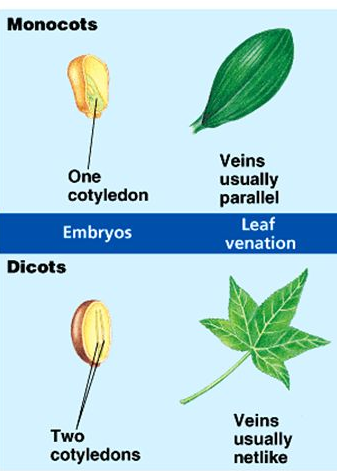 Monocots
One
cotyledon
Veins
usually
parallel
Embryos
Leaf
venation
Dicots
Two
cotyledons
Veins
usually
netlike